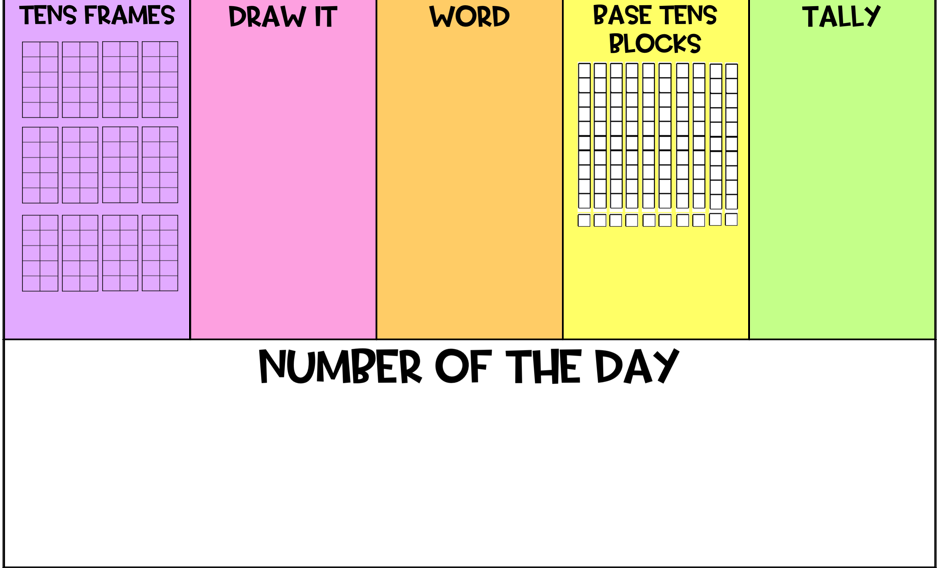 TENS FRAMES
DRAW IT
WORD
BASE TENS
BLOCKS
TALLY
NUMBER OF THE DAY